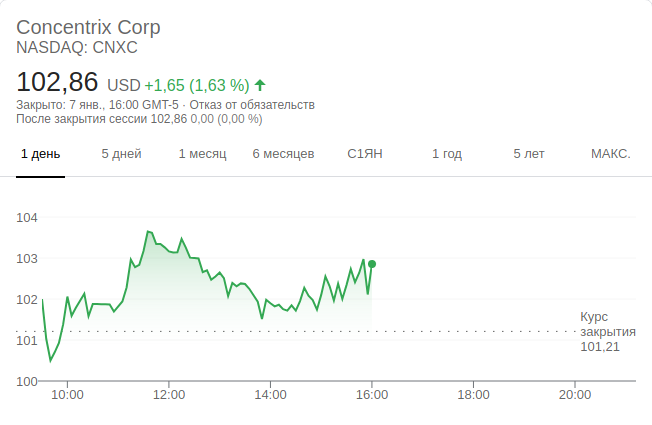 Concentrix Corp
NASDAQ: CNXC
102,86 USD +1,65 (1,63 %)
Закрыто: 7 янв., 16:00 GMT-5 · Отказ от обязательств
После закрытия сессии 102,86 0,00 (0,00 %)
1 день 5 дней 1 месяц 6 месяцев С1ЯН 1 год 5 лет МАКС.
104
103
102
101
100
Курс
закрытия
101,21
10:00 12:00 14:00 16:00 18:00 20:00